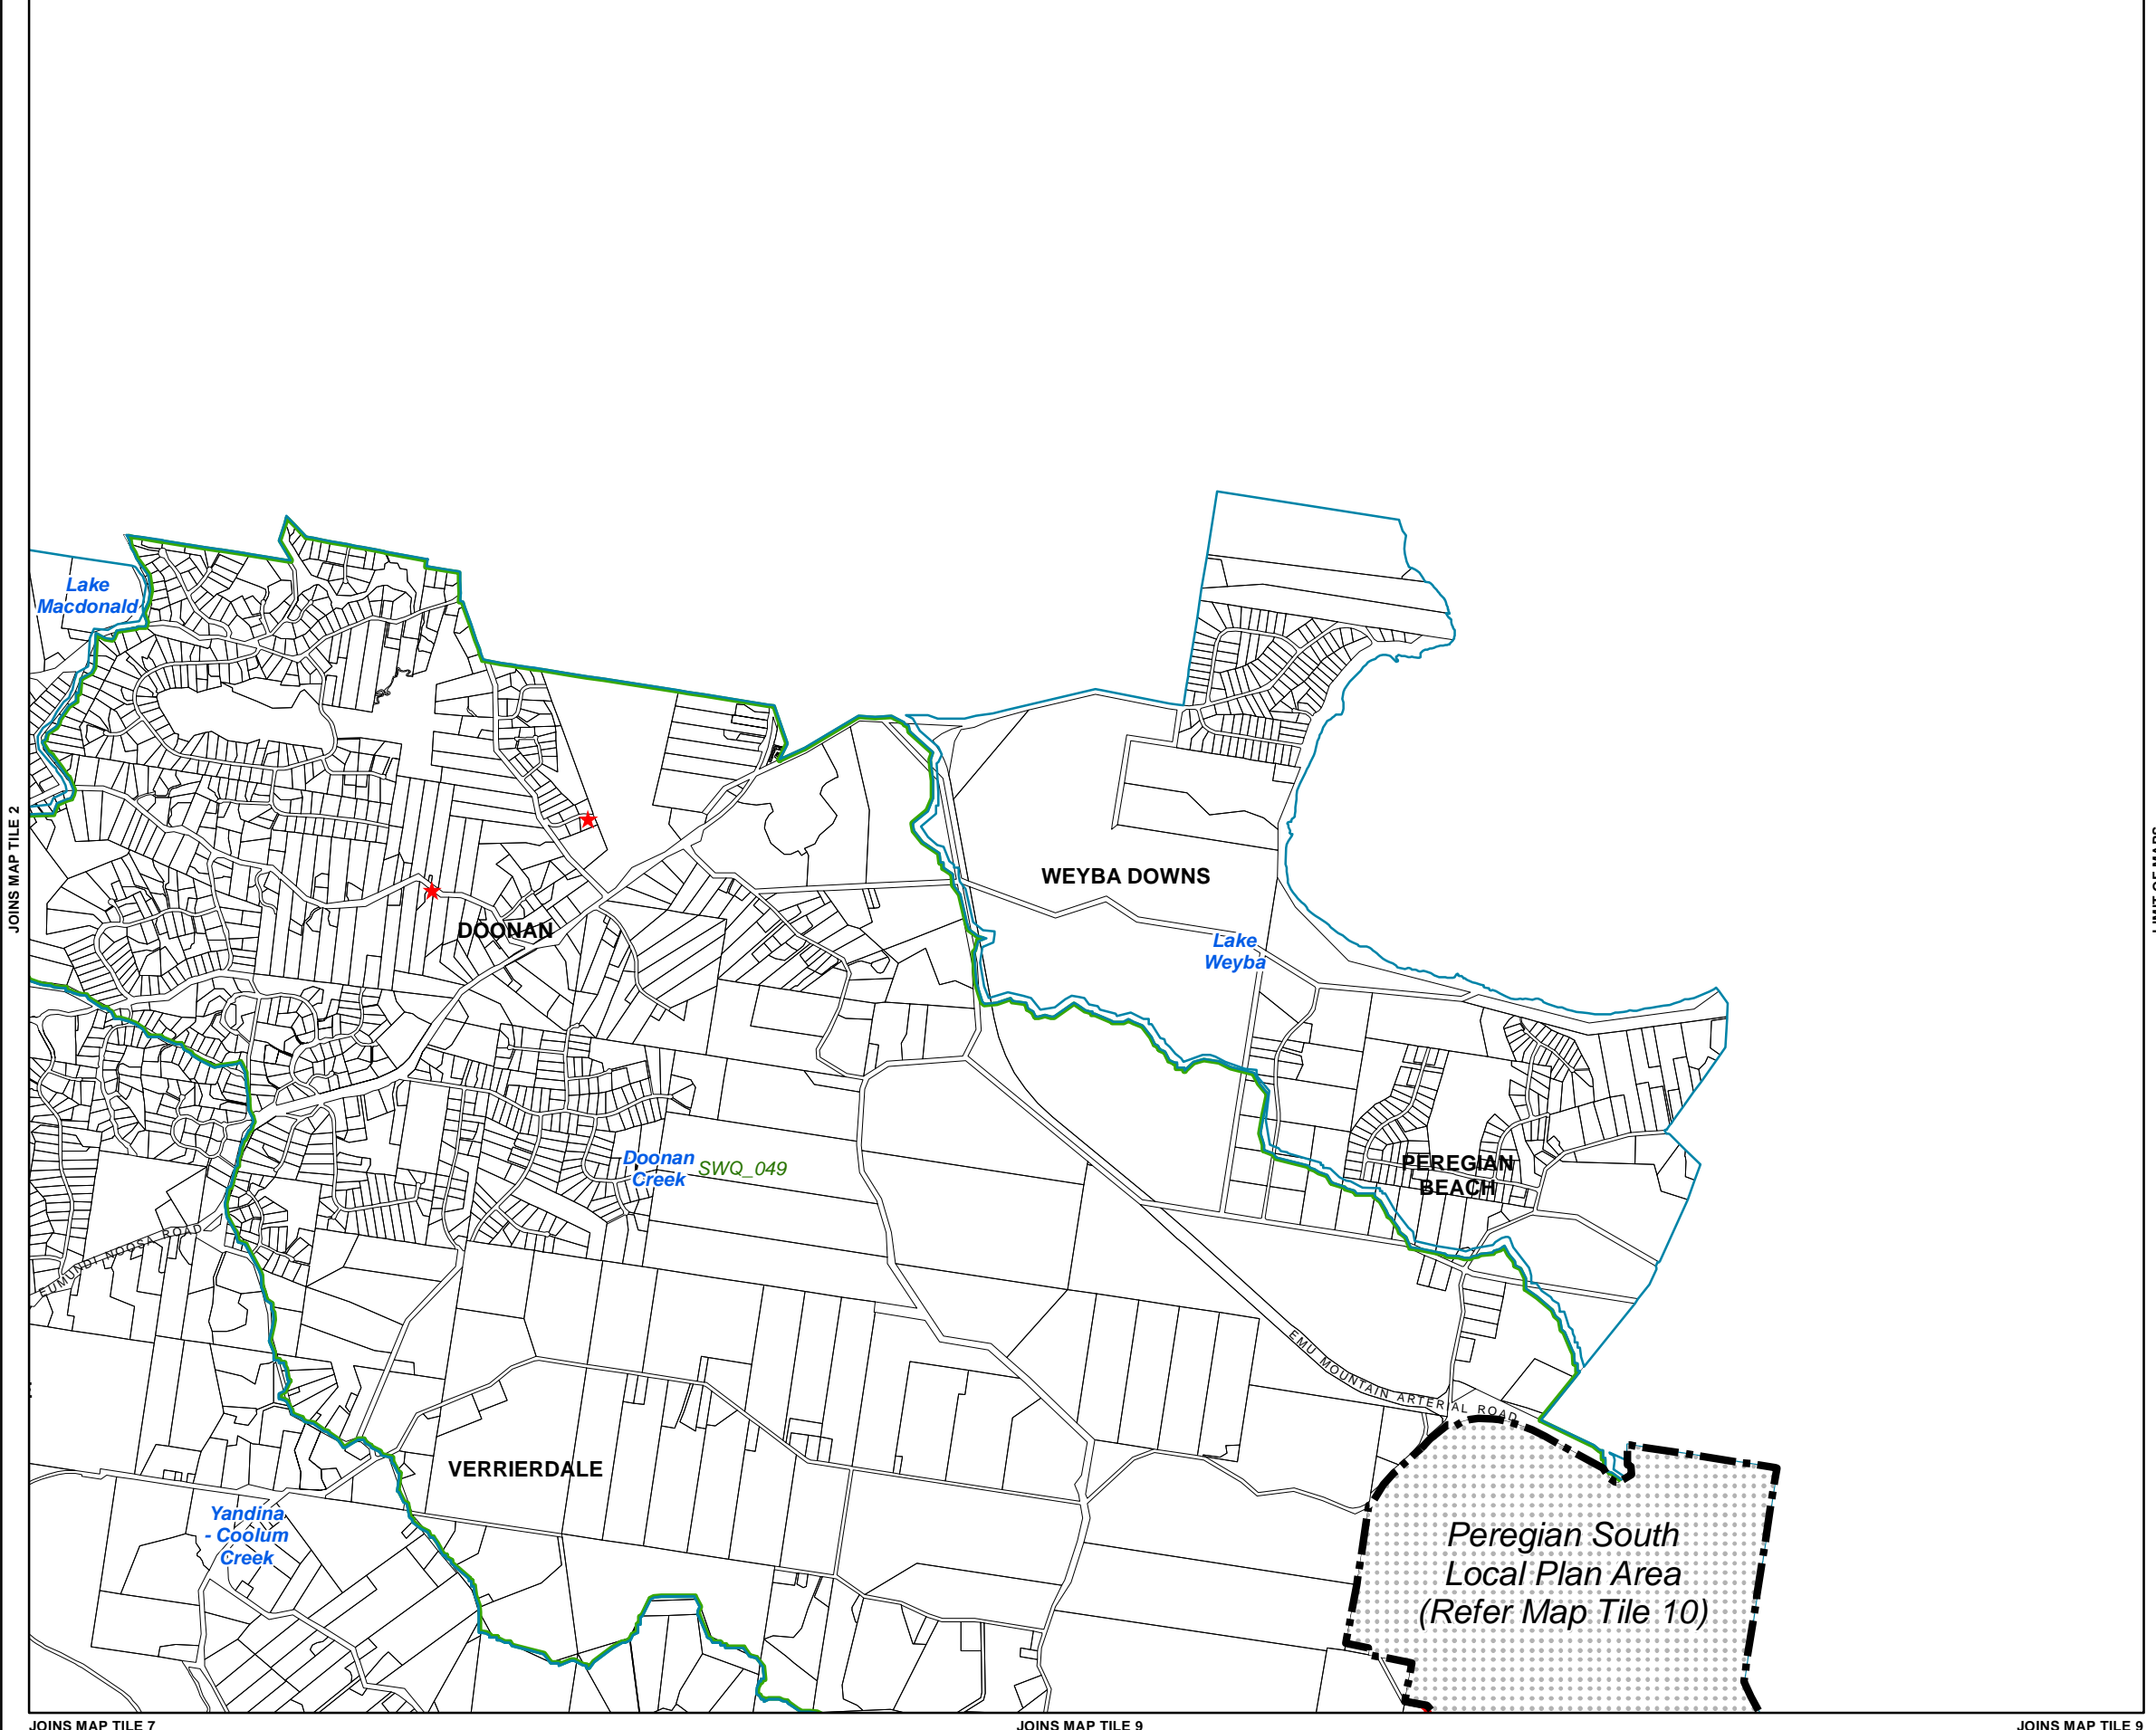 Lake
Macdonald
JOINS MAP TILE 2
WEYBA DOWNS
DOONAN
Lake
Weyba
Doonan
Creek
SWQ_049
PEREGIAN
BEACH
EUMUNDI NOOSA ROAD
EMU MOUNTAIN ARTERIAL ROAD
VERRIERDALE
Yandina
- Coolum
Creek
Peregian South
Local Plan Area
(Refer Map Tile 10)
JOINS MAP TILE 7
JOINS MAP TILE 9
JOINS MAP TILE 9